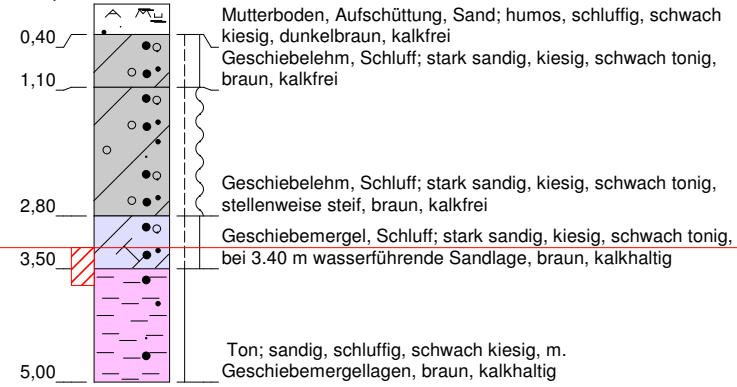 Mutterboden, Aufschüttung, Sand; humos, schluffig, schwach
kiesig, dunkelbraun, kalkfrei
0,40
Geschiebelehm, Schluff; stark sandig, kiesig, schwach tonig,
braun, kalkfrei
1,10
Geschiebelehm, Schluff; stark sandig, kiesig, schwach tonig,
stellenweise steif, braun, kalkfrei
2,80
Geschiebemergel, Schluff; stark sandig, kiesig, schwach tonig,
bei 3.40 m wasserführende Sandlage, braun, kalkhaltig
3,50
Ton; sandig, schluffig, schwach kiesig, m.
Geschiebemergellagen, braun, kalkhaltig
5,00